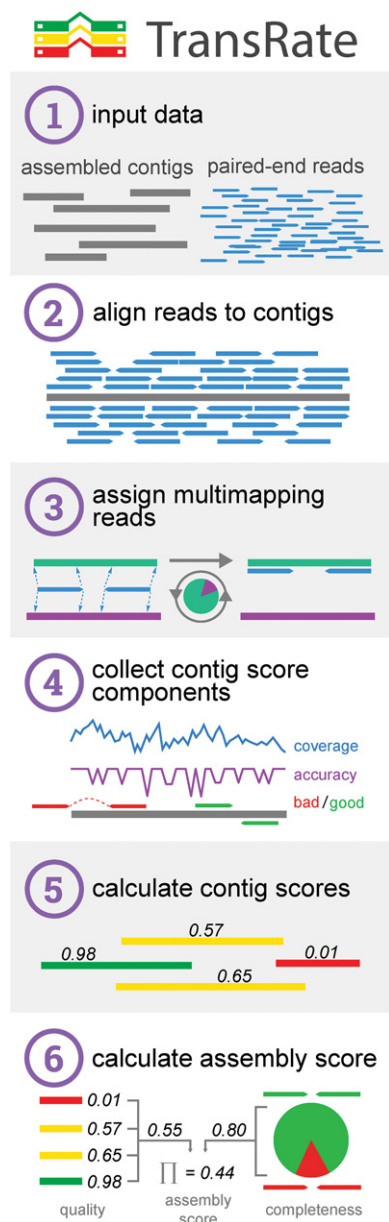 TransRate
1 input data
assembled contigs paired-end reads
2 align reads to contigs
3 assign multimapping
reads
4 collect contig score
components
coverage
accuracy
bad/good
5 calculate contig scores
0.57
0.98 0.01
0.65
6 calculate assembly score
0.01
0.57 0.55 0.80
0.65
∏ = 0.44
0.98
quality assembly completeness
score